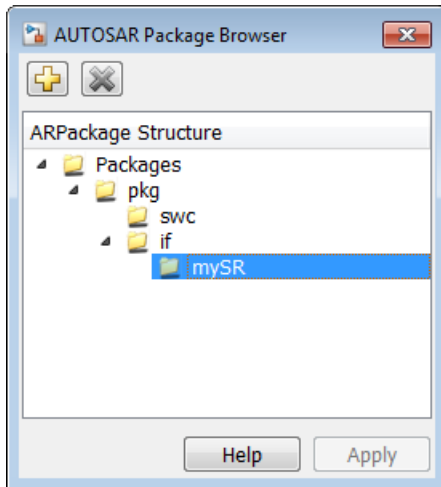 AUTOSAR Package Browser
ARPackage Structure
Packages
pkg
swc
if
mySR
Help
Apply